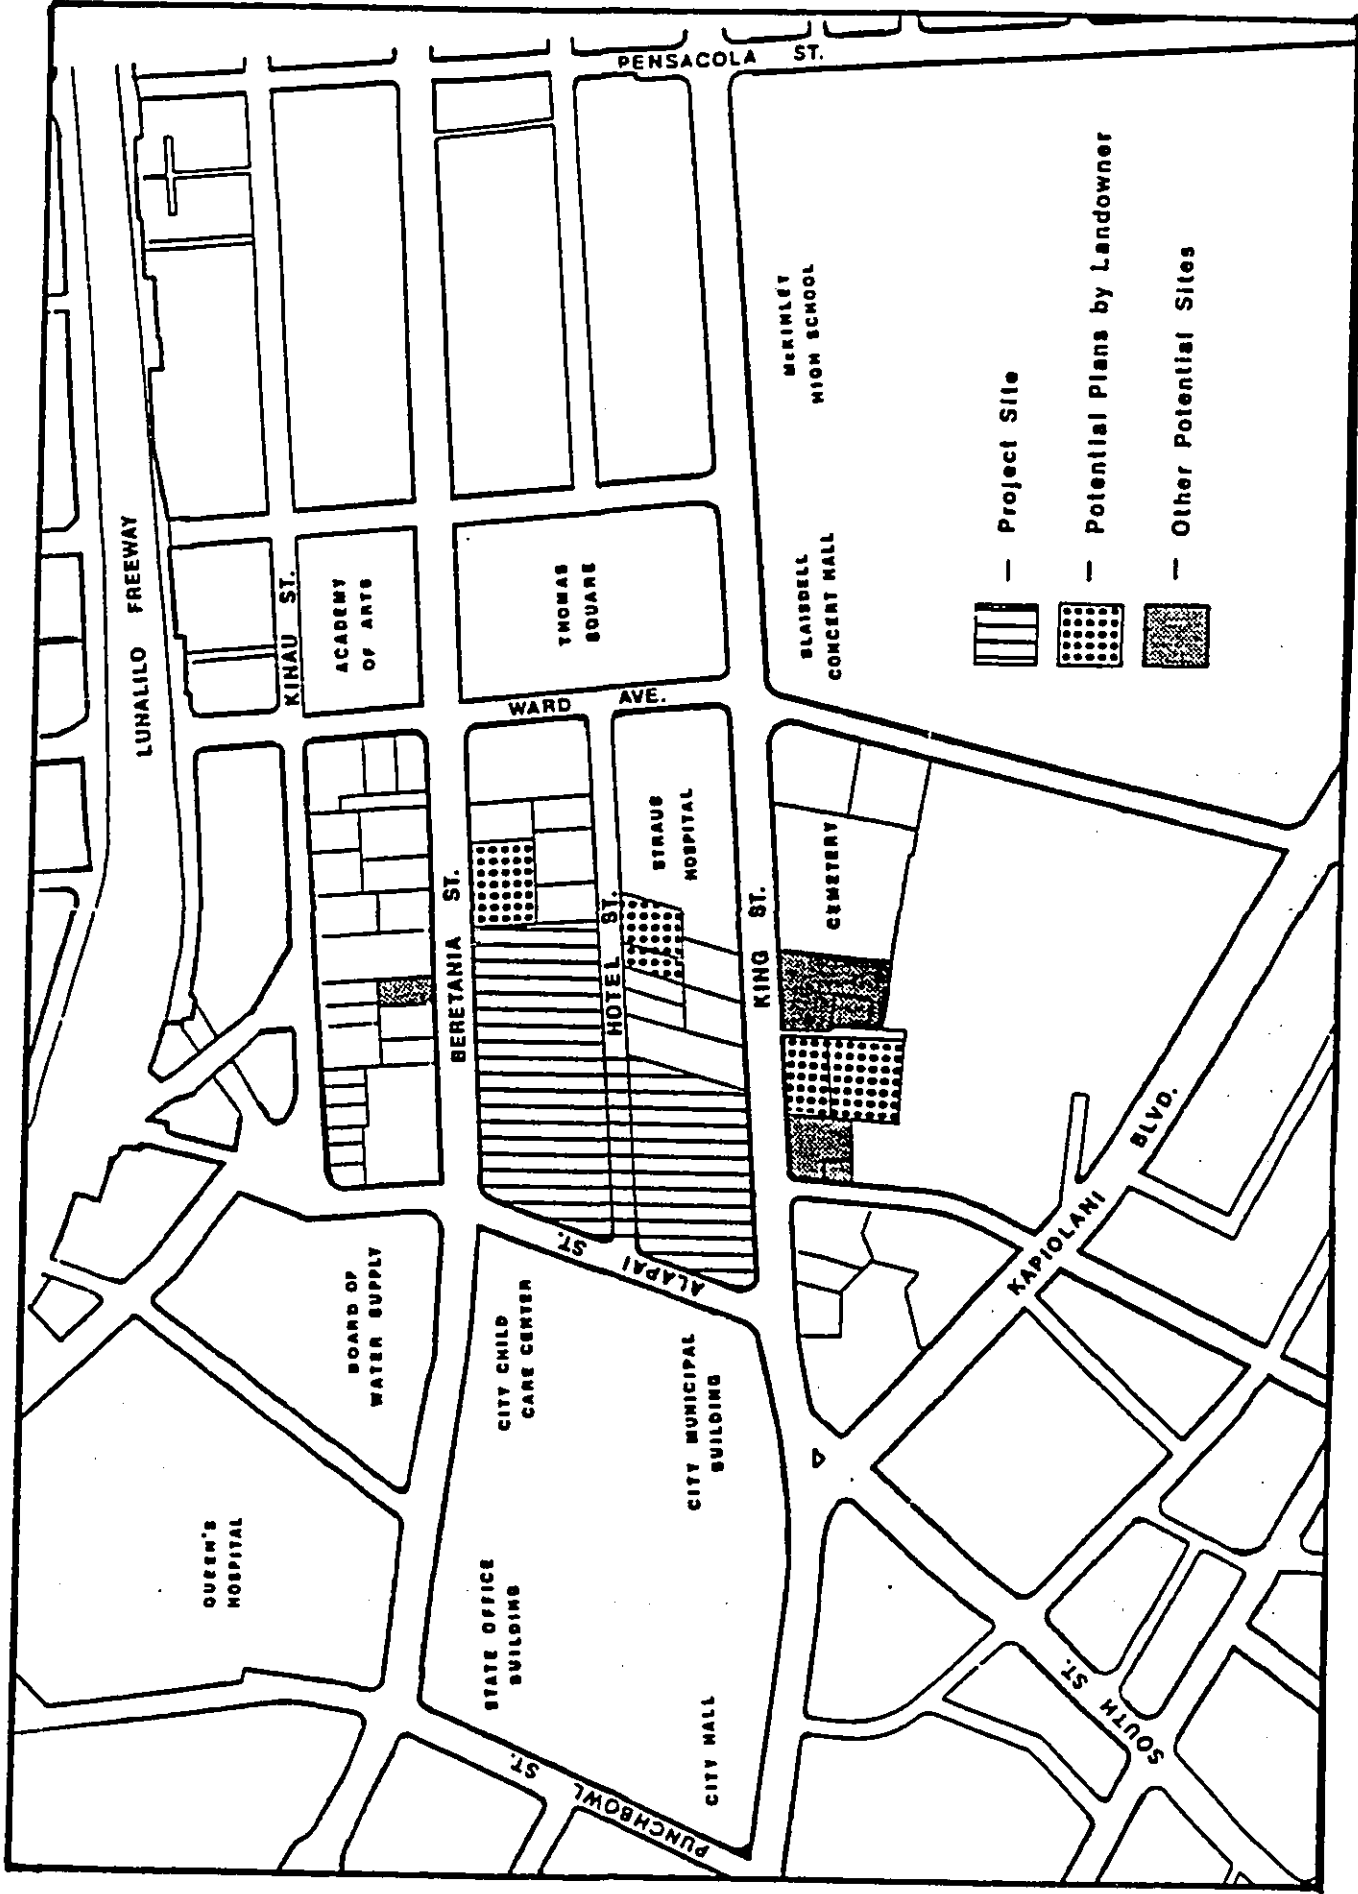 LUNALILO FREEWAY
PENSACOLA ST.
KINAU ST.
ACADEMY
OF ARTS
THOMAS
SQUARE
WARD AVE.
BERETANIA ST.
HOTEL ST.
STRAUB
HOSPITAL
KING ST.
CEMETERY
BLAISDELL
CONCERT HALL
McKINLEY
HIGH SCHOOL
ALAPAI ST.
KAPIOLANI BLVD.
BOARD OF
WATER SUPPLY
CITY CHILD
CARE CENTER
CITY MUNICIPAL
BUILDING
QUEEN'S
HOSPITAL
STATE OFFICE
BUILDING
CITY HALL
PUNCHBOWL ST.
SOUTH ST.
— Project Site
— Potential Plans by Landowner
— Other Potential Sites